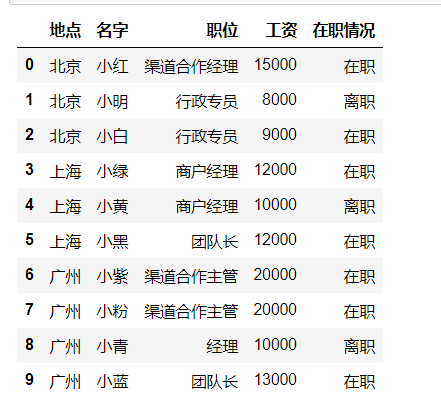 地点 名字 职位 工资 在职情况
0 北京 小红 渠道合作经理 15000 在职
1 北京 小明 行政专员 8000 离职
2 北京 小白 行政专员 9000 在职
3 上海 小绿 商户经理 12000 在职
4 上海 小黄 商户经理 10000 离职
5 上海 小黑 团队长 12000 在职
6 广州 小紫 渠道合作主管 20000 在职
7 广州 小粉 渠道合作主管 20000 在职
8 广州 小青 经理 10000 离职
9 广州 小蓝 团队长 13000 在职